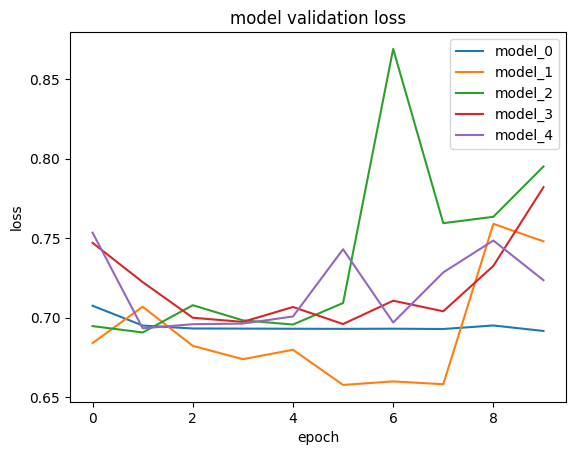 model validation loss
model_0
model_1
model_2
model_3
model_4
0.85
0.80
0.75
0.70
0.65
loss
0 2 4 6 8
epoch